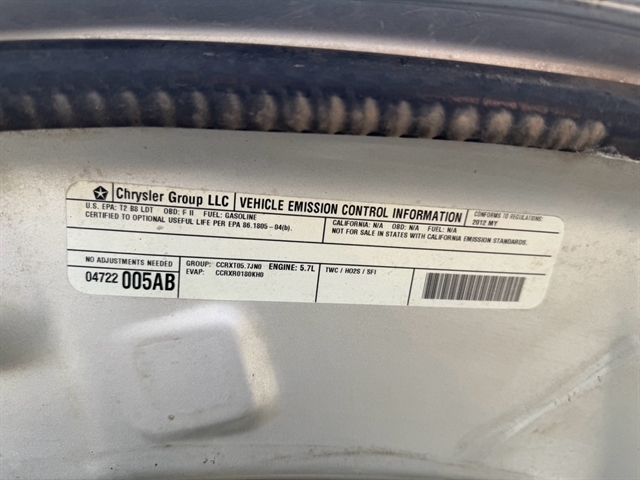 Chrysler Group LLC
VEHICLE EMISSION CONTROL INFORMATION
CONFORMS TO REGULATIONS:
2012 MY
U.S. EPA: T2 B8 LDT OBD: F II FUEL: GASOLINE
CERTIFIED TO OPTIONAL USEFUL LIFE PER EPA 86.1805-04(b).
CALIFORNIA: N/A OBD: N/A FUEL: N/A
NOT FOR SALE IN STATES WITH CALIFORNIA EMISSION STANDARDS.
NO ADJUSTMENTS NEEDED
04722 005AB
GROUP: CCRXT05.7JN0 ENGINE: 5.7L
EVAP: CCRXR0180KH0
TWC / HO2S / SFI